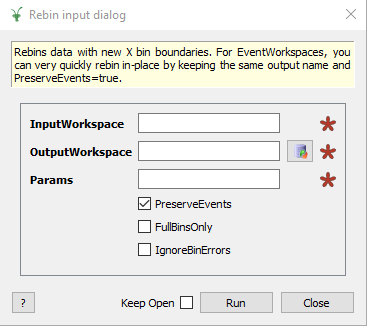 Rebin input dialog
Rebins data with new X bin boundaries. For EventWorkspaces, you
can very quickly rebin in-place by keeping the same output name and
PreserveEvents=true.
InputWorkspace
OutputWorkspace
Params
PreserveEvents
FullBinsOnly
IgnoreBinErrors
? Keep Open Run Close